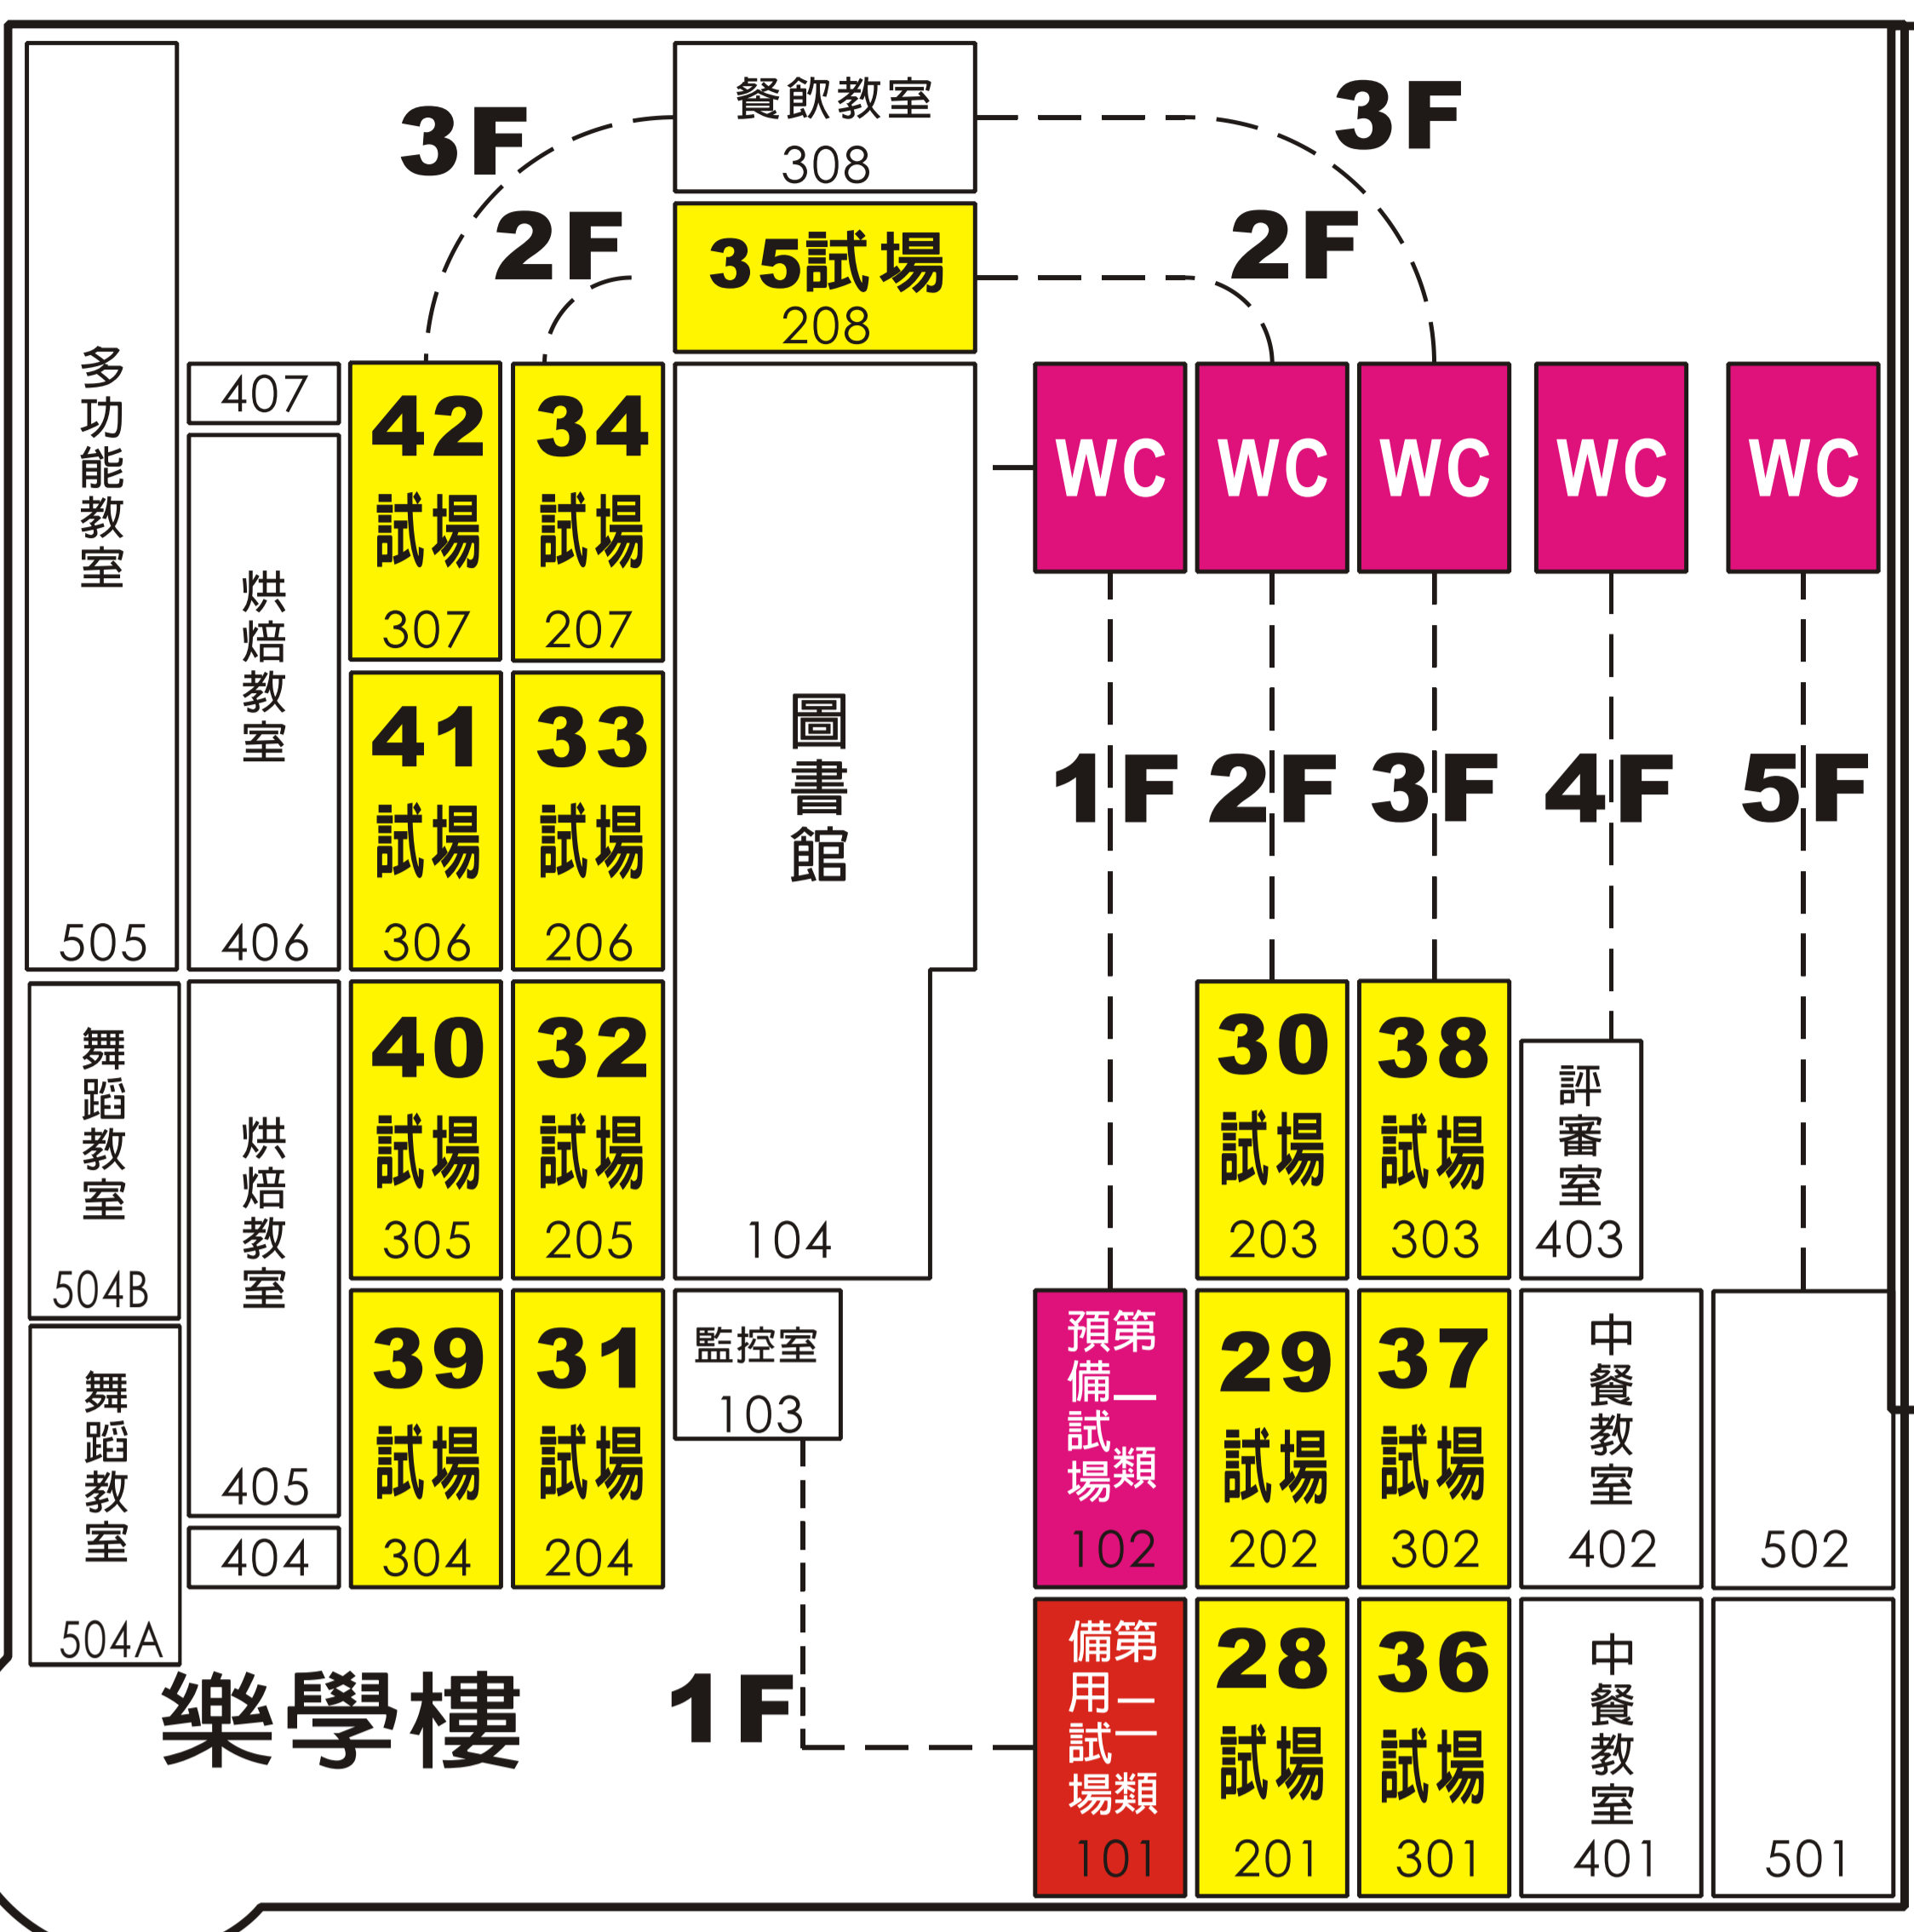 3F
餐飲教室
308
3F
2F
35試場
208
2F
多功能教室
505
407
烘焙教室
406
42
試場
307
34
試場
207
圖書館
104
WC
WC
WC
WC
WC
41
試場
306
33
試場
206
1F
2F
3F
4F
5F
舞蹈教室
504B
烘焙教室
405
40
試場
305
32
試場
205
30
試場
203
38
試場
303
評審室
403
舞蹈教室
504A
404
39
試場
304
31
試場
204
監控室
103
第一類
預備試場
102
29
試場
202
37
試場
302
中餐教室
402
502
樂學樓
1F
第二類
備用試場
101
28
試場
201
36
試場
301
中餐教室
401
501